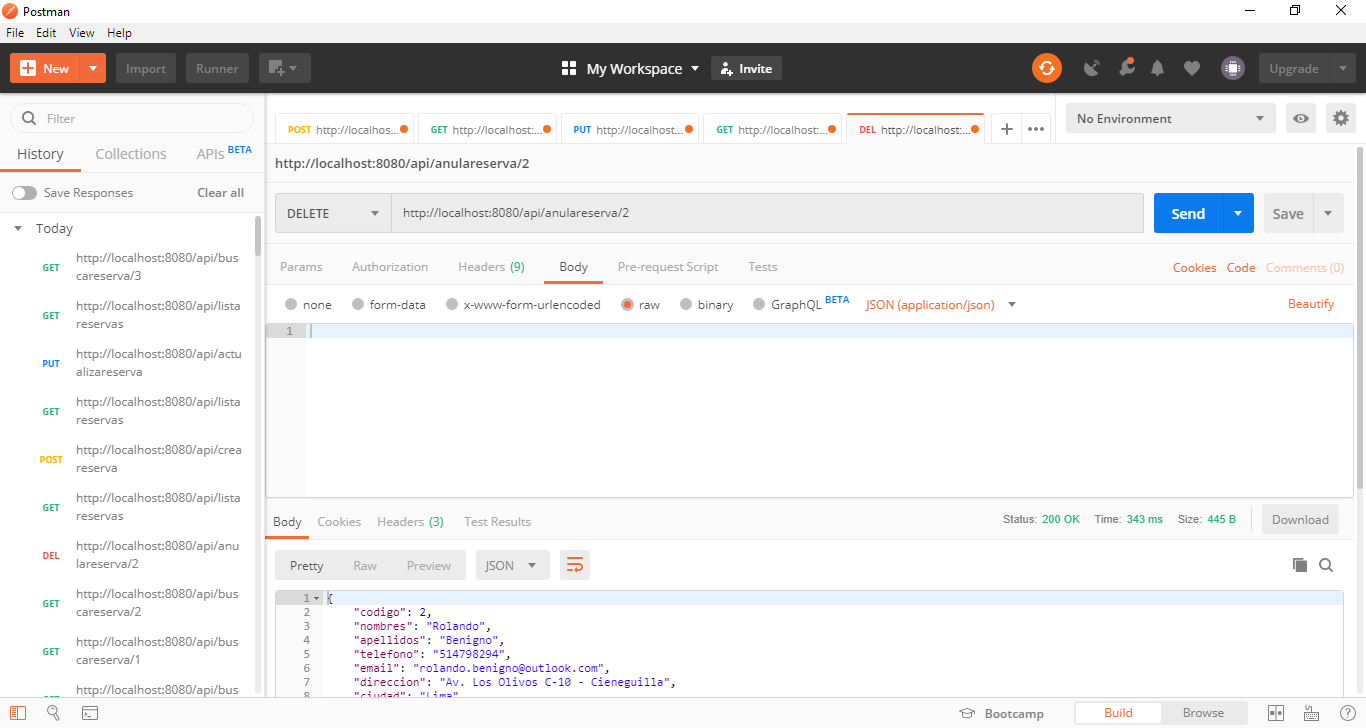 Postman
File Edit View Help
New Import Runner My Workspace Invite Upgrade
Filter
History Collections APIs BETA
Save Responses Clear all
Today
GET http://localhost:8080/api/bus
careserva/3
GET http://localhost:8080/api/lista
reservas
PUT http://localhost:8080/api/actu
alizareserva
GET http://localhost:8080/api/lista
reservas
POST http://localhost:8080/api/crea
reserva
GET http://localhost:8080/api/lista
reservas
DEL http://localhost:8080/api/anu
lareserva/2
GET http://localhost:8080/api/bus
careserva/2
GET http://localhost:8080/api/bus
careserva/1
http://localhost:8080/api/bus
POST http://localhos... GET http://localhost:... PUT http://localhost:... GET http://localhost:... DEL http://localhost:... + ••• No Environment
http://localhost:8080/api/anulareserva/2
DELETE http://localhost:8080/api/anulareserva/2 Send Save
Params Authorization Headers (9) Body Pre-request Script Tests Cookies Code Comments (0)
none form-data x-www-form-urlencoded raw binary GraphQL BETA JSON (application/json) Beautify
1
Body Cookies Headers (3) Test Results Status: 200 OK Time: 343 ms Size: 445 B Download
Pretty Raw Preview JSON
1 {
2 "codigo": 2,
3 "nombres": "Rolando",
4 "apellidos": "Benigno",
5 "telefono": "514798294",
6 "email": "rolando.benigno@outlook.com",
7 "direccion": "Av. Los Olivos C-10 - Cieneguilla",
8 "ciudad": "Lima"
Bootcamp Build Browse